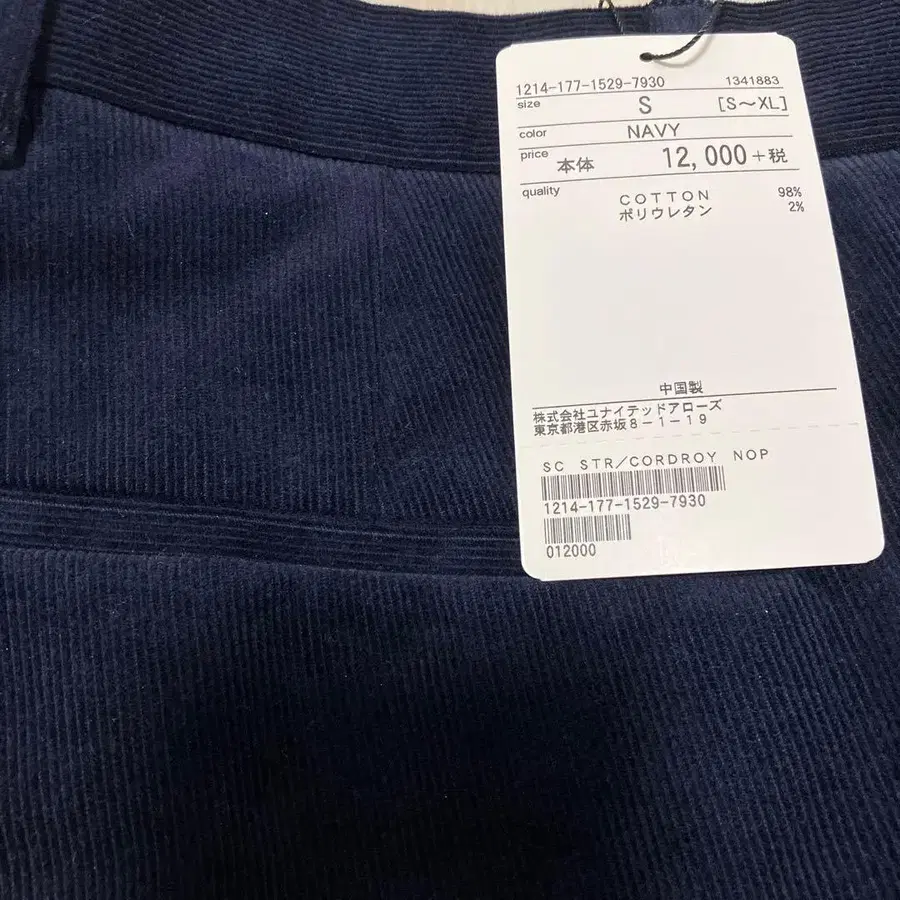 1214-177-1529-7930 1341883
size S [S～XL]
color NAVY
price 本体 12,000+税
quality COTTON 98%
ポリウレタン 2%
中国製
株式会社ユナイテッドアローズ
東京都港区赤坂8-1-19
SC STR/CORDROY NOP
1214-177-1529-7930
012000